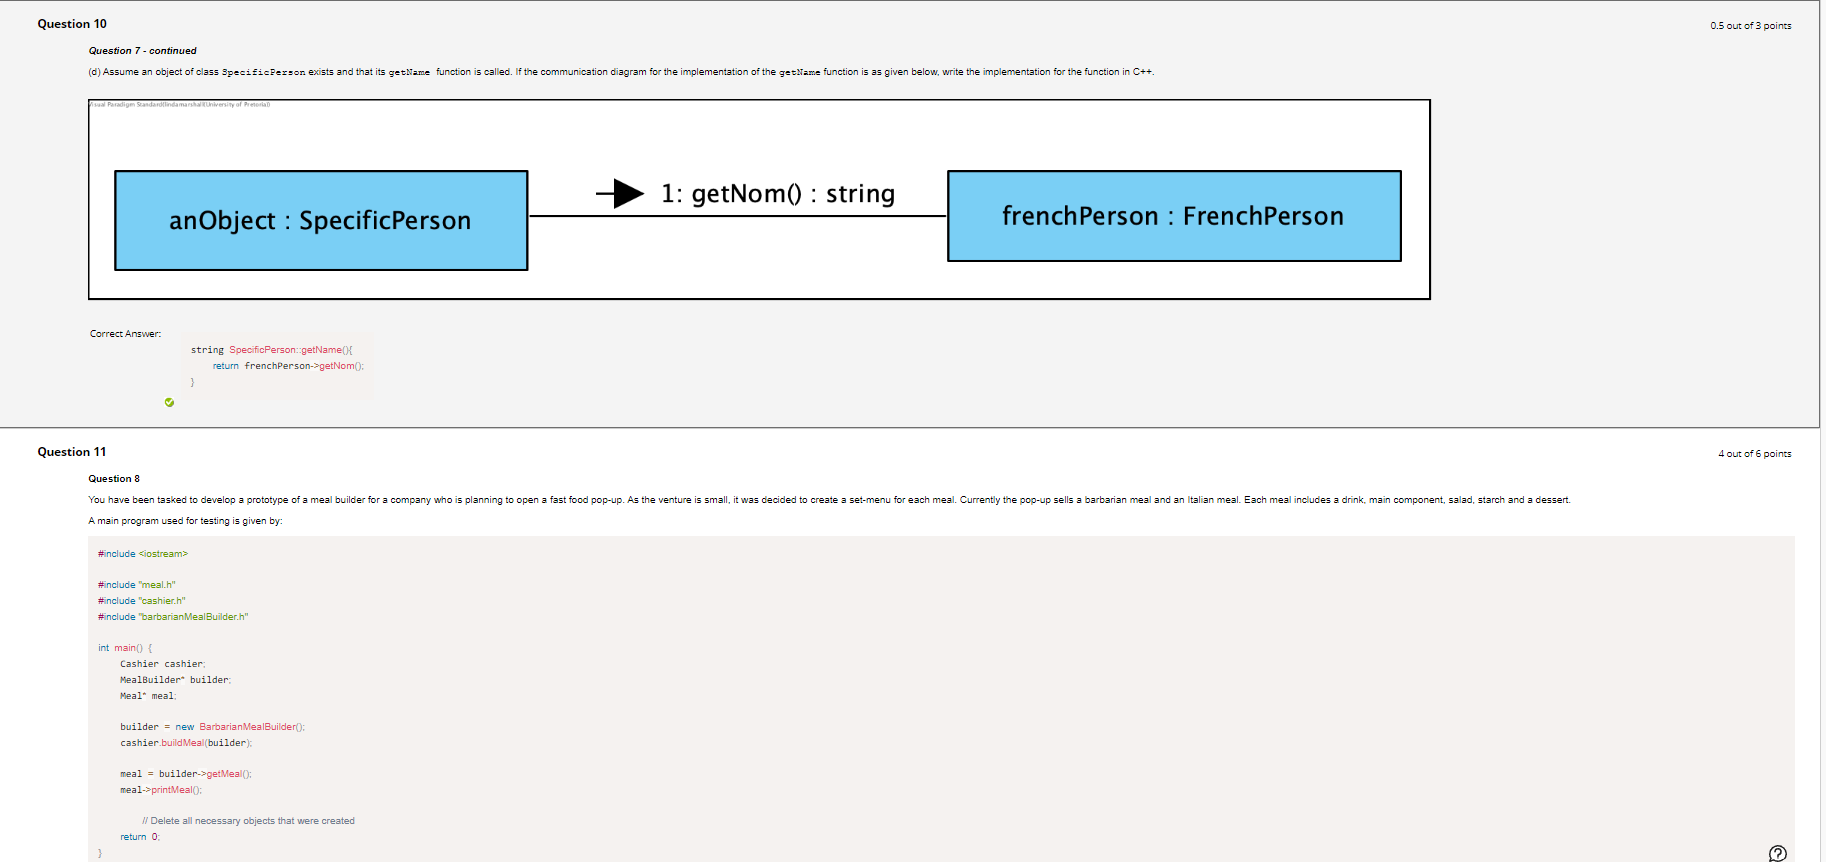 Question 10
0.5 out of 3 points
Question 7 - continued
(d) Assume an object of class SpecificPerson exists and that its getName function is called. If the communication diagram for the implementation of the getName function is as given below, write the implementation for the function in C++.
Visual Paradigm Standard(lindamarshall(University of Pretoria))
1: getNom() : string
anObject : SpecificPerson
frenchPerson : FrenchPerson
Correct Answer:
string SpecificPerson::getName(){
return frenchPerson->getNom();
}
Question 11
4 out of 6 points
Question 8
You have been tasked to develop a prototype of a meal builder for a company who is planning to open a fast food pop-up. As the venture is small, it was decided to create a set-menu for each meal. Currently the pop-up sells a barbarian meal and an Italian meal. Each meal includes a drink, main component, salad, starch and a dessert.
A main program used for testing is given by:
#include <iostream>
#include "meal.h"
#include "cashier.h"
#include "barbarianMealBuilder.h"
int main() {
Cashier cashier;
MealBuilder* builder;
Meal* meal;
builder = new BarbarianMealBuilder();
cashier.buildMeal(builder);
meal = builder->getMeal();
meal->printMeal();
// Delete all necessary objects that were created
return 0;
}